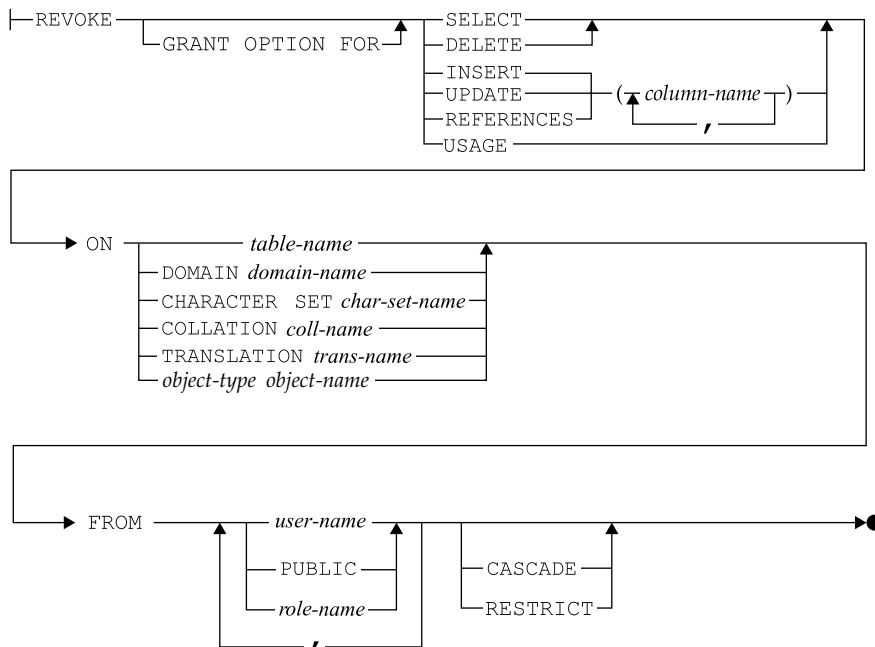 REVOKE
GRANT OPTION FOR
SELECT
DELETE
INSERT
UPDATE
REFERENCES
( column-name )
,
USAGE
ON
table-name
DOMAIN domain-name
CHARACTER SET char-set-name
COLLATION coll-name
TRANSLATION trans-name
object-type object-name
FROM
user-name
PUBLIC
role-name
,
CASCADE
RESTRICT